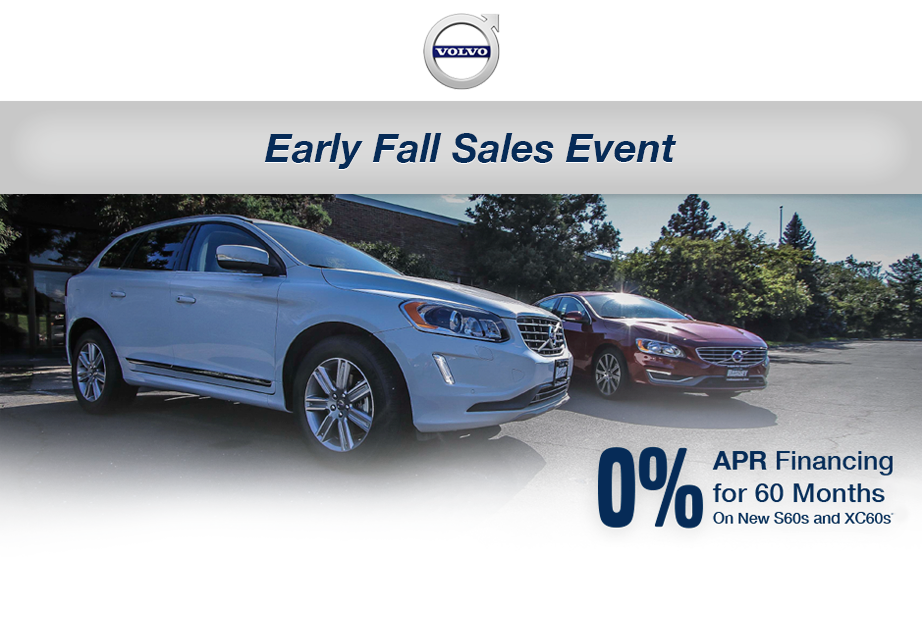 VOLVO
Early Fall Sales Event
0%
APR Financing
for 60 Months
On New S60s and XC60s*